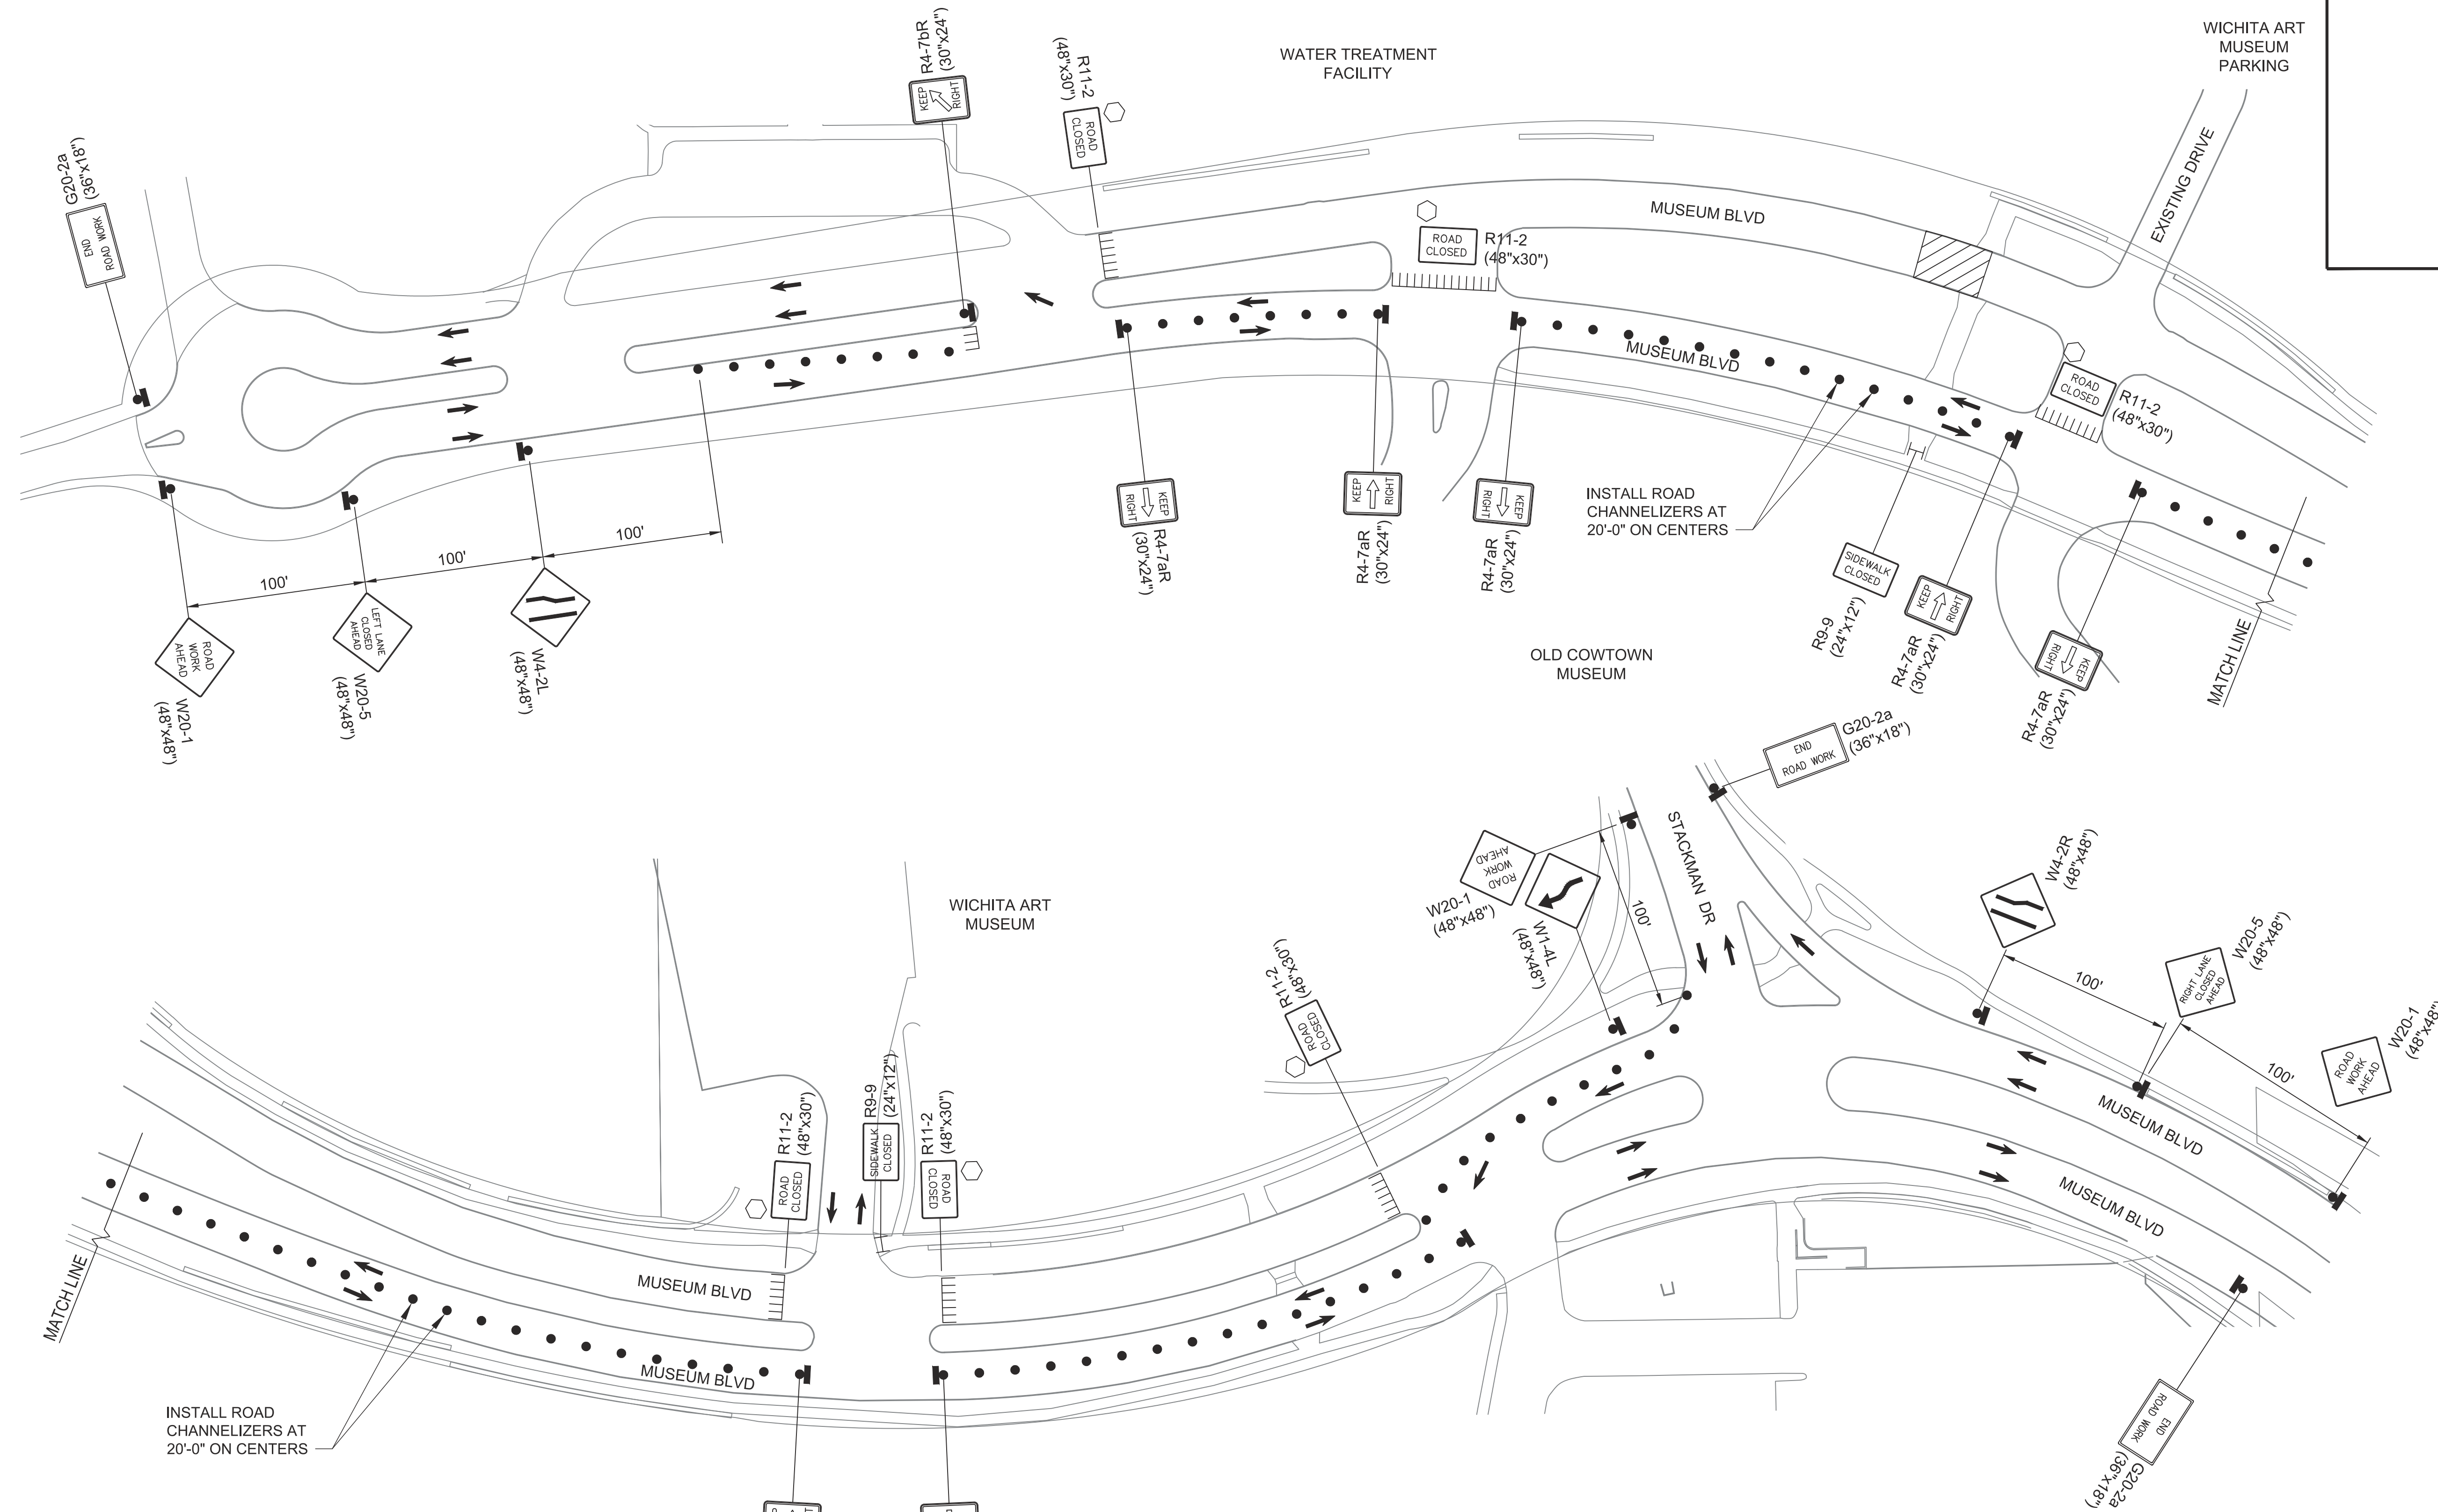 WICHITA ART
MUSEUM
PARKING
WATER TREATMENT
FACILITY
R4-7bR
(30"x24")
KEEP
RIGHT
R11-2
(48"x30")
ROAD
CLOSED
G20-2a
(36"x18")
END
ROAD WORK
EXISTING DRIVE
MUSEUM BLVD
ROAD
CLOSED
R11-2
(48"x30")
MUSEUM BLVD
ROAD
CLOSED
R11-2
(48"x30")
100'
100'
100'
ROAD
WORK
AHEAD
W20-1
(48"x48")
LEFT LANE
CLOSED
AHEAD
W20-5
(48"x48")
W4-2L
(48"x48")
KEEP
RIGHT
R4-7aR
(30"x24")
KEEP
RIGHT
R4-7aR
(30"x24")
KEEP
RIGHT
R4-7aR
(30"x24")
INSTALL ROAD
CHANNELIZERS AT
20'-0" ON CENTERS
SIDEWALK
CLOSED
R9-9
(24"x12")
KEEP
RIGHT
R4-7aR
(30"x24")
KEEP
RIGHT
R4-7aR
(30"x24")
MATCH LINE
OLD COWTOWN
MUSEUM
END
ROAD WORK
G20-2a
(36"x18")
STACKMAN DR
ROAD
WORK
AHEAD
W20-1
(48"x48")
W1-4L
(48"x48")
100'
W4-2R
(48"x48")
100'
RIGHT LANE
CLOSED
AHEAD
W20-5
(48"x48")
100'
ROAD
WORK
AHEAD
W20-1
(48"x48")
WICHITA ART
MUSEUM
R11-2
(48"x30")
ROAD
CLOSED
R11-2
(48"x30")
ROAD
CLOSED
R9-9
(24"x12")
SIDEWALK
CLOSED
R11-2
(48"x30")
ROAD
CLOSED
MUSEUM BLVD
MUSEUM BLVD
MATCH LINE
MUSEUM BLVD
MUSEUM BLVD
INSTALL ROAD
CHANNELIZERS AT
20'-0" ON CENTERS
END
ROAD WORK
G20-2a
(36"x18")